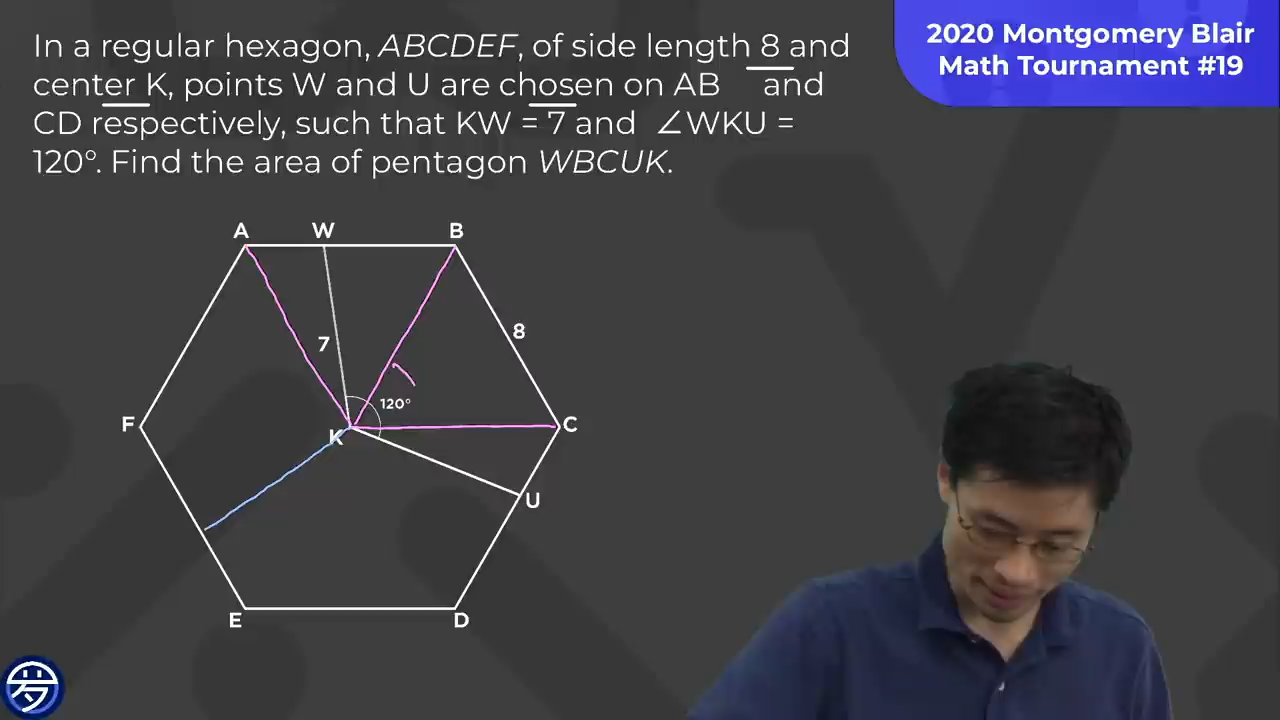 2020 Montgomery Blair
Math Tournament #19
In a regular hexagon, ABCDEF, of side length 8 and
center K, points W and U are chosen on AB and
CD respectively, such that KW = 7 and ∠WKU =
120°. Find the area of pentagon WBCUK.
A W B
8
7
120°
F K C
U
E D